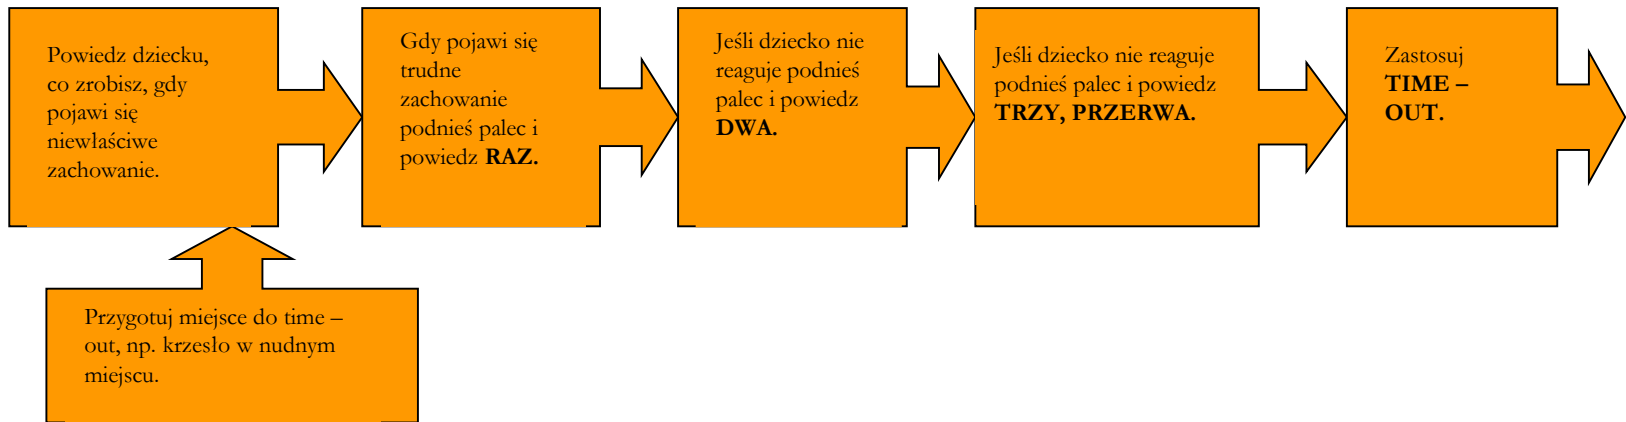 Powiedz dziecku,
co zrobisz, gdy
pojawi się
niewłaściwe
zachowanie.
Gdy pojawi się
trudne
zachowanie
podnieś palec i
powiedz RAZ.
Jeśli dziecko nie
reaguje podnieś
palec i powiedz
DWA.
Jeśli dziecko nie reaguje
podnieś palec i powiedz
TRZY, PRZERWA.
Zastosuj
TIME –
OUT.
Przygotuj miejsce do time –
out, np. krzesło w nudnym
miejscu.